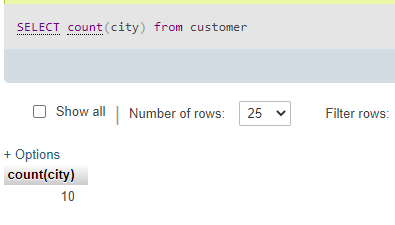 SELECT count(city) from customer
Show all
Number of rows: 25
Filter rows:
+ Options
count(city)
10